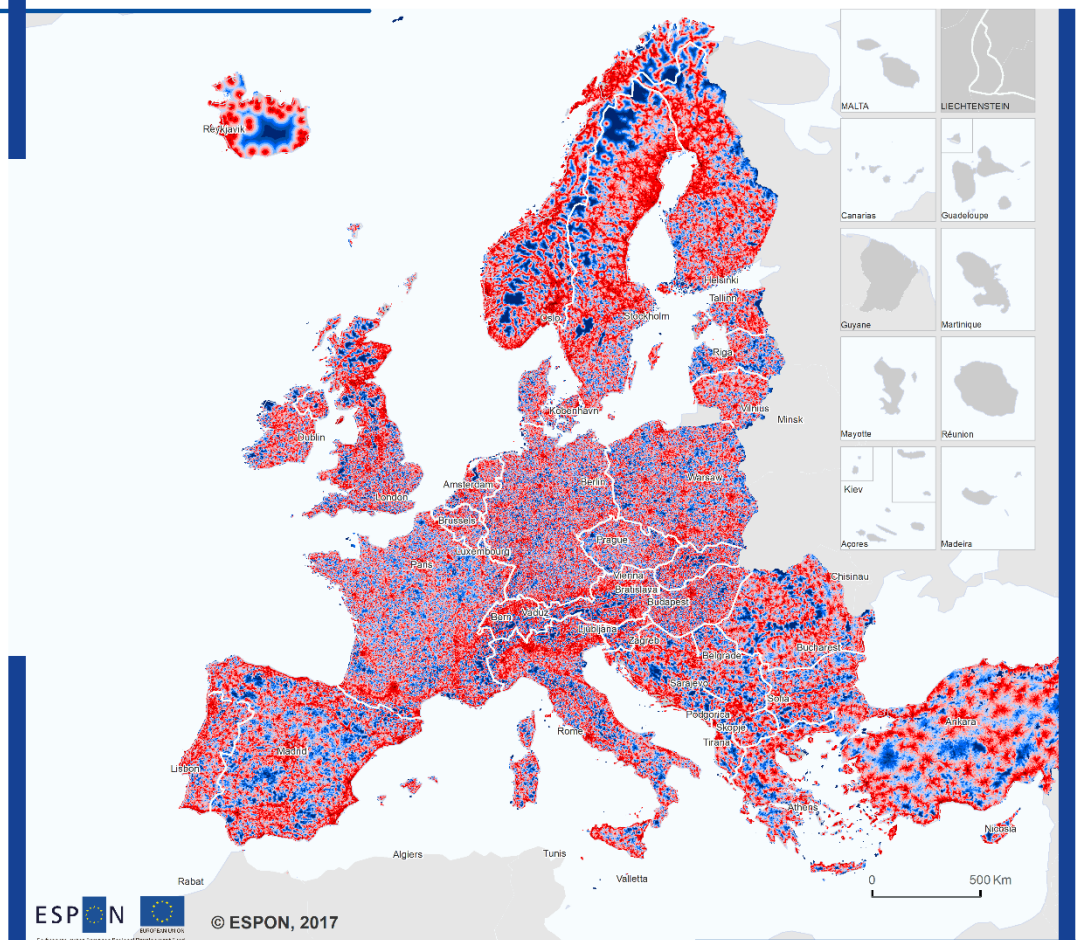 MALTA
LIECHTENSTEIN
Reykjavik
Canarias
Guadeloupe
Guyane
Martinique
Mayotte
Réunion
Kiev
Açores
Madeira
Helsinki
Tallinn
Oslo
Stockholm
Riga
København
Vilnius
Minsk
Dublin
Amsterdam
Berlin
Warsaw
London
Brussels
Prague
Luxembourg
Paris
Vienna
Chisinau
Bratislava
Budapest
Bern
Vaduz
Ljubljana
Zagreb
Bucharest
Belgrade
Sarajevo
Sofia
Podgorica
Skopje
Ankara
Rome
Tirana
Madrid
Lisbon
Athens
Nicosia
Algiers
Tunis
Valletta
Rabat
0 500 Km
ESPON
EUROPEAN UNION
© ESPON, 2017